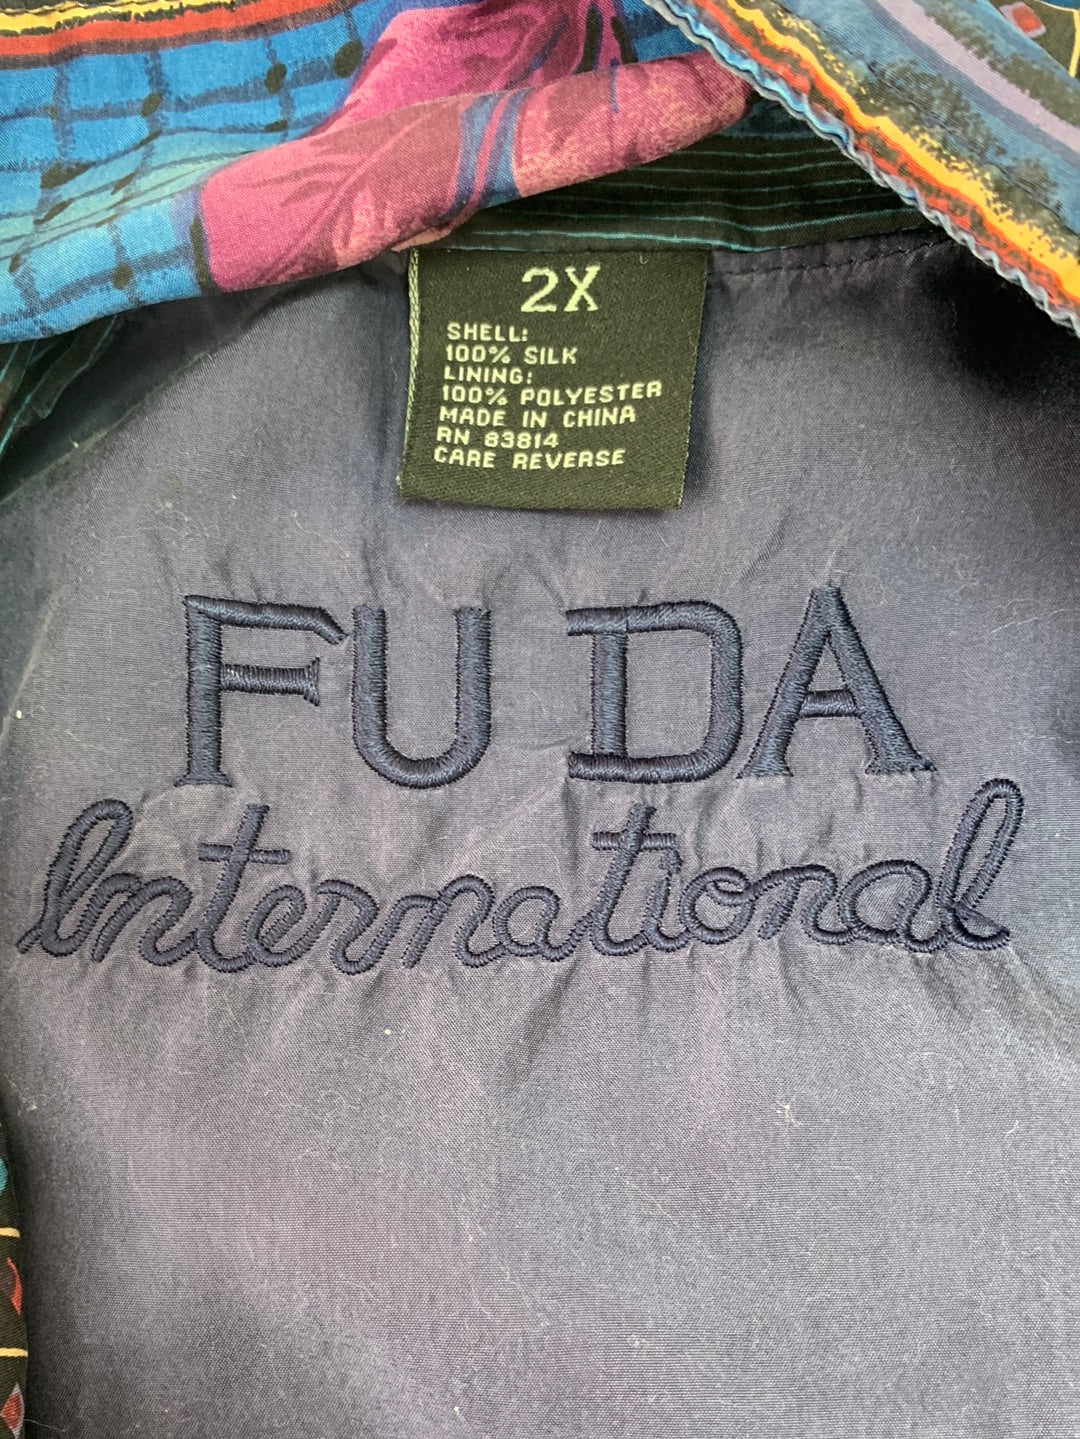 2X
SHELL:
100% SILK
LINING:
100% POLYESTER
MADE IN CHINA
RN 83814
CARE REVERSE
FU DA
International